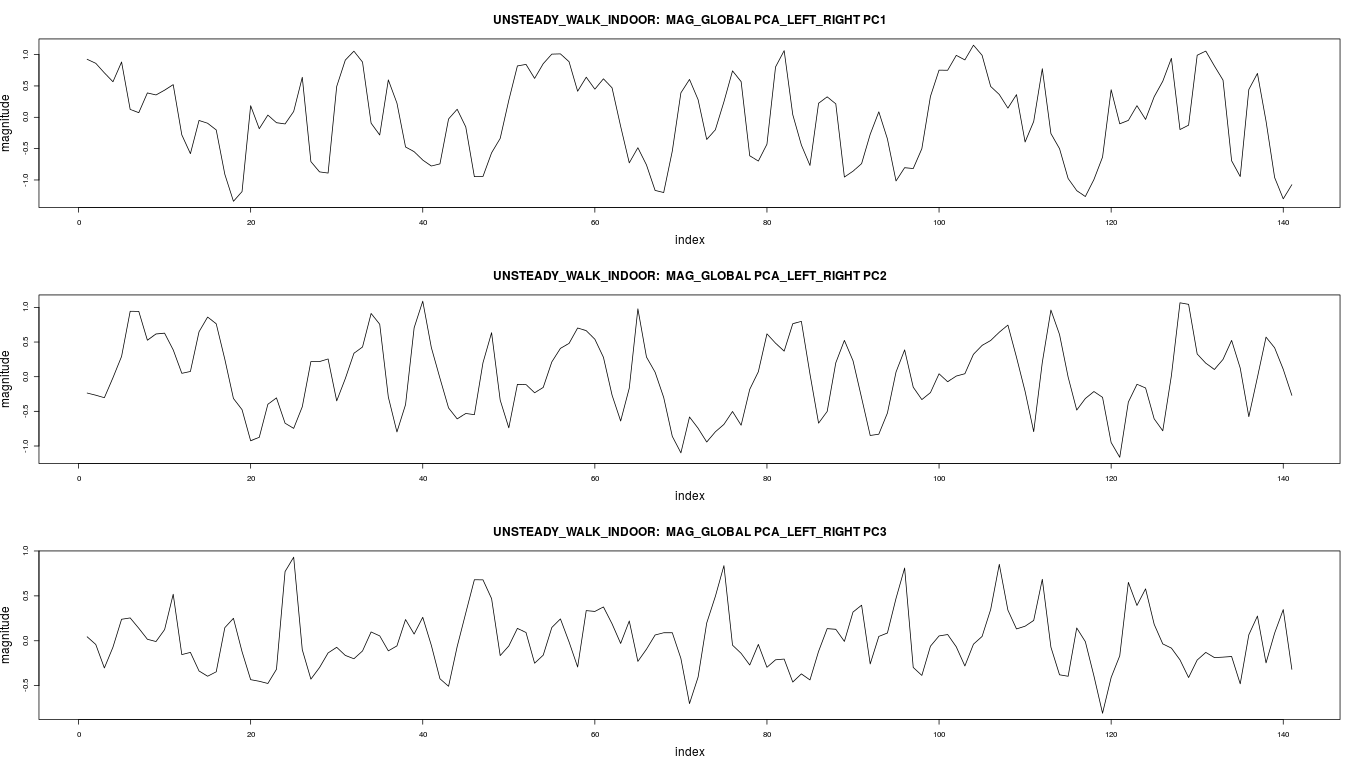 UNSTEADY_WALK_INDOOR: MAG_GLOBAL PCA_LEFT_RIGHT PC1
magnitude
1.0
0.5
0.0
-0.5
-1.0
0 20 40 60 80 100 120 140
index
UNSTEADY_WALK_INDOOR: MAG_GLOBAL PCA_LEFT_RIGHT PC2
magnitude
1.0
0.5
0.0
-0.5
-1.0
0 20 40 60 80 100 120 140
index
UNSTEADY_WALK_INDOOR: MAG_GLOBAL PCA_LEFT_RIGHT PC3
magnitude
1.0
0.5
0.0
-0.5
0 20 40 60 80 100 120 140
index